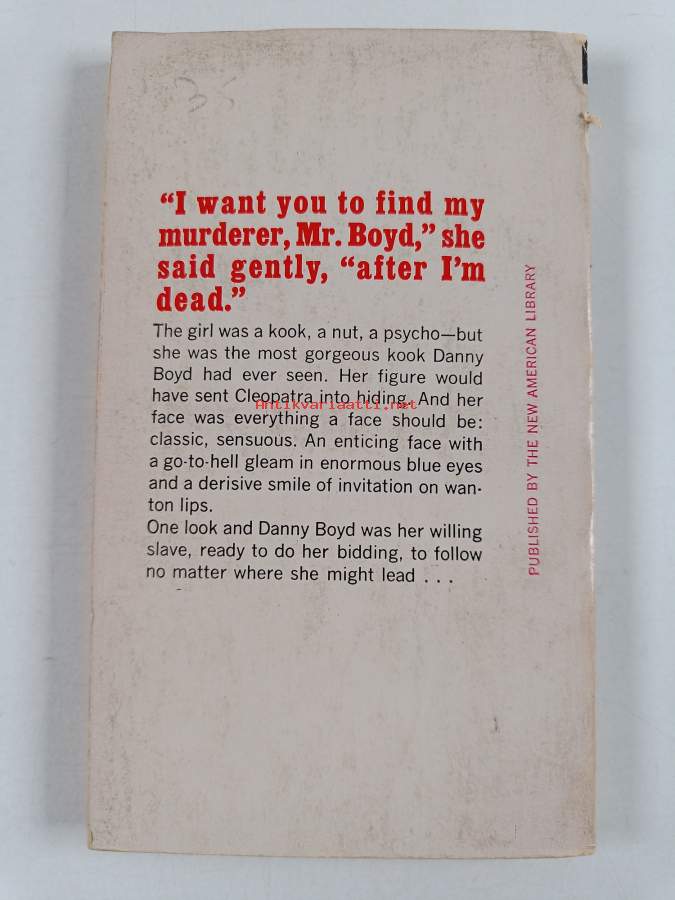 35
“I want you to find my
murderer, Mr. Boyd,” she
said gently, “after I’m
dead.”
The girl was a kook, a nut, a psycho—but
she was the most gorgeous kook Danny
Boyd had ever seen. Her figure would
have sent Cleopatra into hiding. And her
face was everything a face should be:
classic, sensuous. An enticing face with
a go-to-hell gleam in enormous blue eyes
and a derisive smile of invitation on wan-
ton lips.
One look and Danny Boyd was her willing
slave, ready to do her bidding, to follow
no matter where she might lead . . .
PUBLISHED BY THE NEW AMERICAN LIBRARY
Antikvariaatti.net